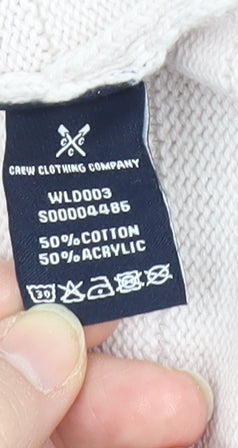 C C
C
CREW CLOTHING COMPANY
WLD003
S00004486
50%COTTON
50%ACRYLIC
30